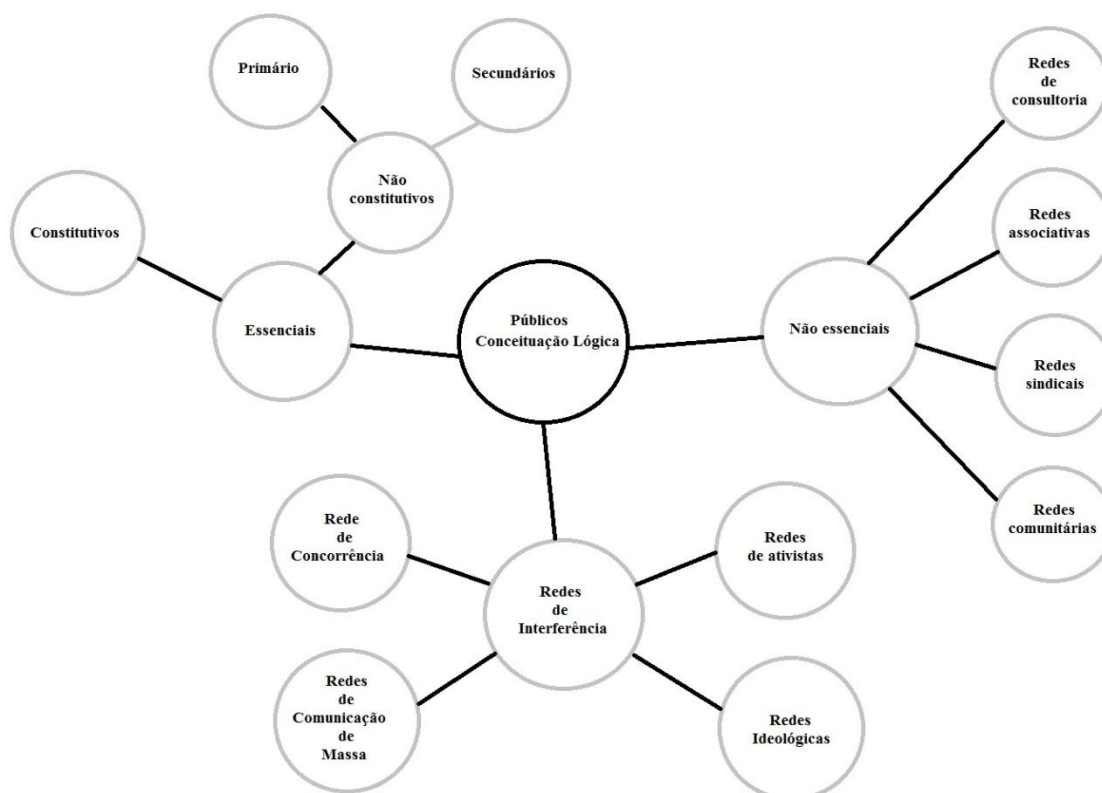 Primário
Secundários
Redes
de
consultoria
Não
constitutivos
Constitutivos
Redes
associativas
Essenciais
Públicos
Conceituação Lógica
Não essenciais
Redes
sindicais
Redes
comunitárias
Rede
de
Concorrência
Redes
de ativistas
Redes
de
Interferência
Redes
de
Comunicação
de
Massa
Redes
Ideológicas